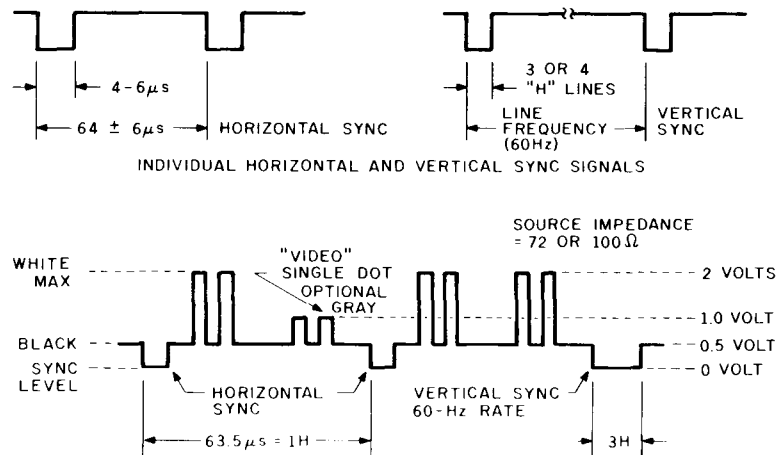 4-6μs
64 ± 6μs
HORIZONTAL SYNC
3 OR 4
"H" LINES
LINE
FREQUENCY
(60Hz)
VERTICAL
SYNC
INDIVIDUAL HORIZONTAL AND VERTICAL SYNC SIGNALS
SOURCE IMPEDANCE
= 72 OR 100Ω
WHITE
MAX
"VIDEO"
SINGLE DOT
OPTIONAL
GRAY
2 VOLTS
1.0 VOLT
BLACK
0.5 VOLT
SYNC
LEVEL
0 VOLT
HORIZONTAL
SYNC
VERTICAL SYNC
60-Hz RATE
63.5μs = 1H
3H